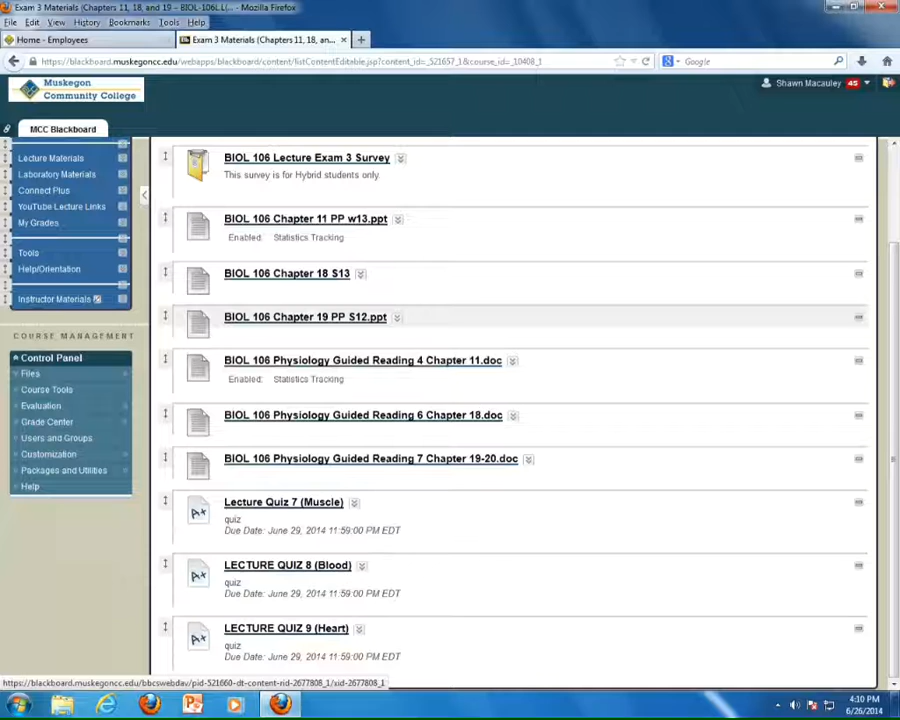 Exam 3 Materials (Chapters 11, 18, and 19 – BIOL-106L L(... - Mozilla Firefox
File Edit View History Bookmarks Tools Help
Home - Employees
Exam 3 Materials (Chapters 11, 18, an...
https://blackboard.muskegoncc.edu/webapps/blackboard/content/listContentEditable.jsp?content_id=_521657_1&course_id=_10408_1
Google
Muskegon
Community College
Shawn Macauley 45
MCC Blackboard
Lecture Materials
Laboratory Materials
Connect Plus
YouTube Lecture Links
My Grades
Tools
Help/Orientation
Instructor Materials
COURSE MANAGEMENT
Control Panel
Files
Course Tools
Evaluation
Grade Center
Users and Groups
Customization
Packages and Utilities
Help
BIOL 106 Lecture Exam 3 Survey
This survey is for Hybrid students only.
BIOL 106 Chapter 11 PP w13.ppt
Enabled: Statistics Tracking
BIOL 106 Chapter 18 S13
BIOL 106 Chapter 19 PP S12.ppt
BIOL 106 Physiology Guided Reading 4 Chapter 11.doc
Enabled: Statistics Tracking
BIOL 106 Physiology Guided Reading 6 Chapter 18.doc
BIOL 106 Physiology Guided Reading 7 Chapter 19-20.doc
Lecture Quiz 7 (Muscle)
quiz
Due Date: June 29, 2014 11:59:00 PM EDT
LECTURE QUIZ 8 (Blood)
quiz
Due Date: June 29, 2014 11:59:00 PM EDT
LECTURE QUIZ 9 (Heart)
quiz
Due Date: June 29, 2014 11:59:00 PM EDT
https://blackboard.muskegoncc.edu/bbcswebdav/pid-521660-dt-content-rid-2677808_1/xid-2677808_1
4:10 PM
6/26/2014